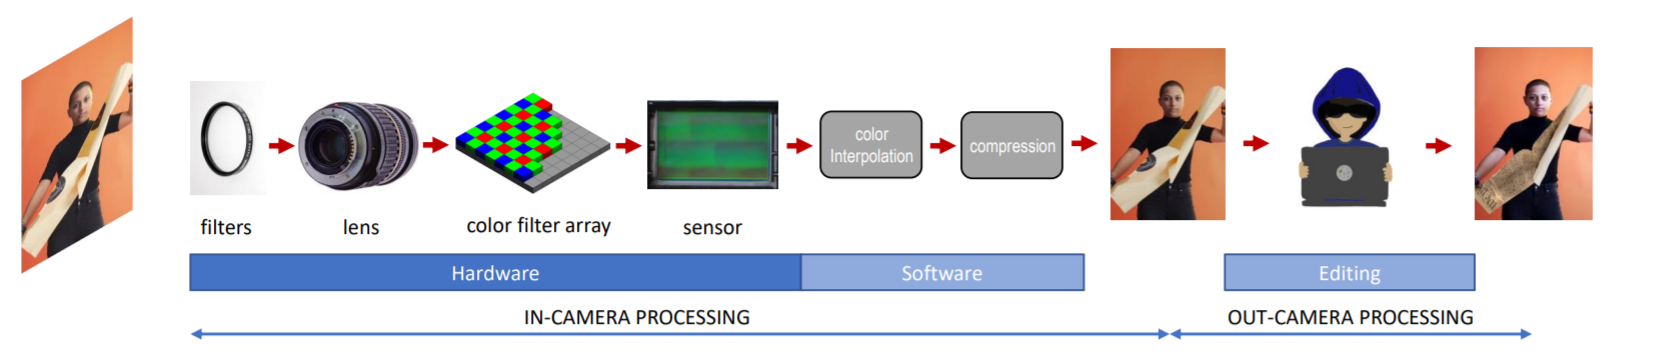 color
Interpolation
compression
filters
lens
color filter array
sensor
Hardware
Software
Editing
IN-CAMERA PROCESSING
OUT-CAMERA PROCESSING